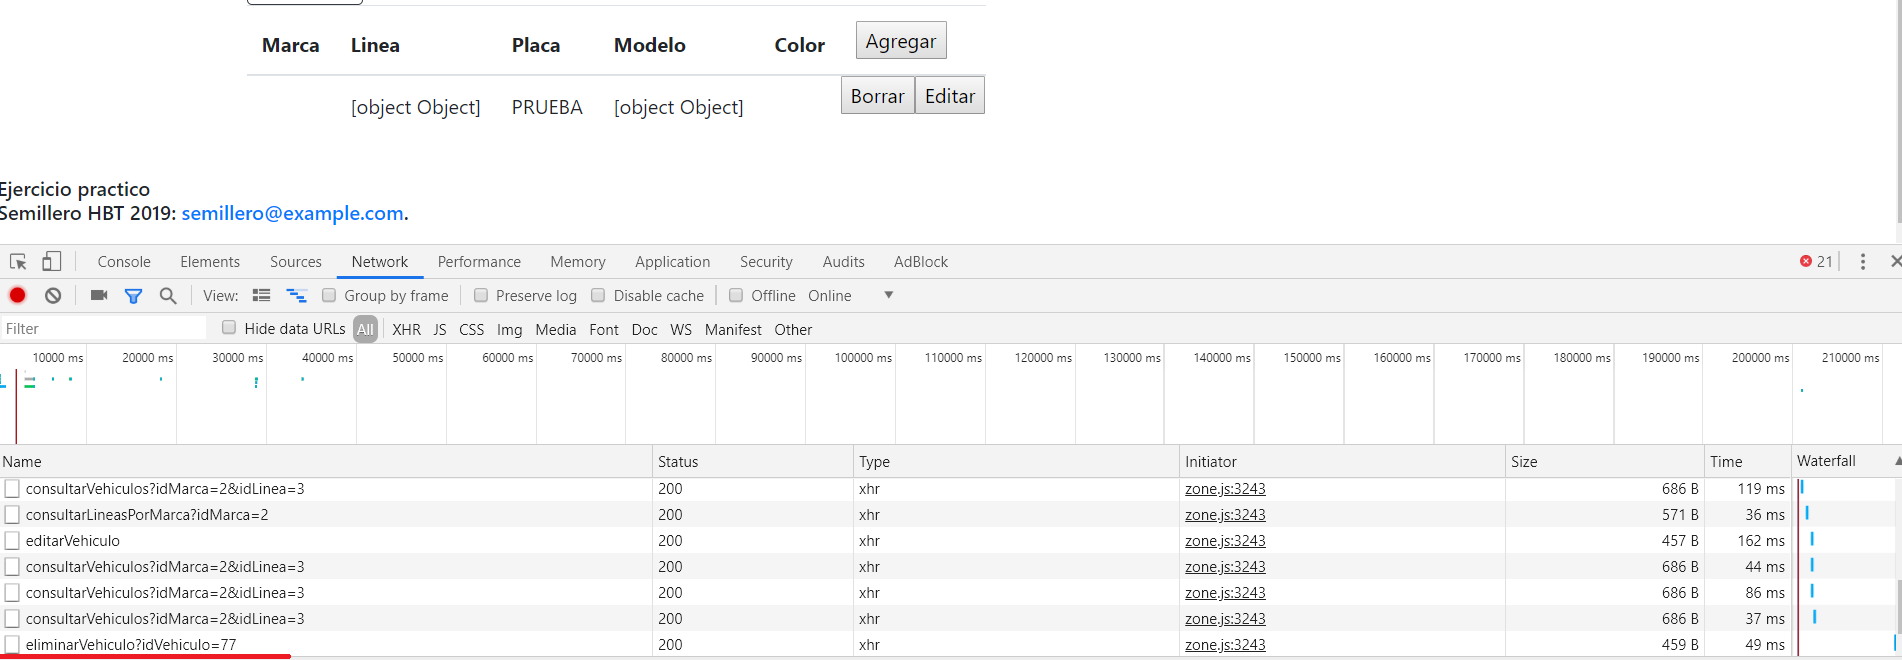 Marca Linea Placa Modelo Color Agregar
[object Object] PRUEBA [object Object] Borrar Editar
Ejercicio practico
Semillero HBT 2019: semillero@example.com.
Console Elements Sources Network Performance Memory Application Security Audits AdBlock 21
View: Group by frame Preserve log Disable cache Offline Online
Filter Hide data URLs All XHR JS CSS Img Media Font Doc WS Manifest Other
10000 ms 20000 ms 30000 ms 40000 ms 50000 ms 60000 ms 70000 ms 80000 ms 90000 ms 100000 ms 110000 ms 120000 ms 130000 ms 140000 ms 150000 ms 160000 ms 170000 ms 180000 ms 190000 ms 200000 ms 210000 ms
Name Status Type Initiator Size Time Waterfall
consultarVehiculos?idMarca=2&idLinea=3 200 xhr zone.js:3243 686 B 119 ms
consultarLineasPorMarca?idMarca=2 200 xhr zone.js:3243 571 B 36 ms
editarVehiculo 200 xhr zone.js:3243 457 B 162 ms
consultarVehiculos?idMarca=2&idLinea=3 200 xhr zone.js:3243 686 B 44 ms
consultarVehiculos?idMarca=2&idLinea=3 200 xhr zone.js:3243 686 B 86 ms
consultarVehiculos?idMarca=2&idLinea=3 200 xhr zone.js:3243 686 B 37 ms
eliminarVehiculo?idVehiculo=77 200 xhr zone.js:3243 459 B 49 ms